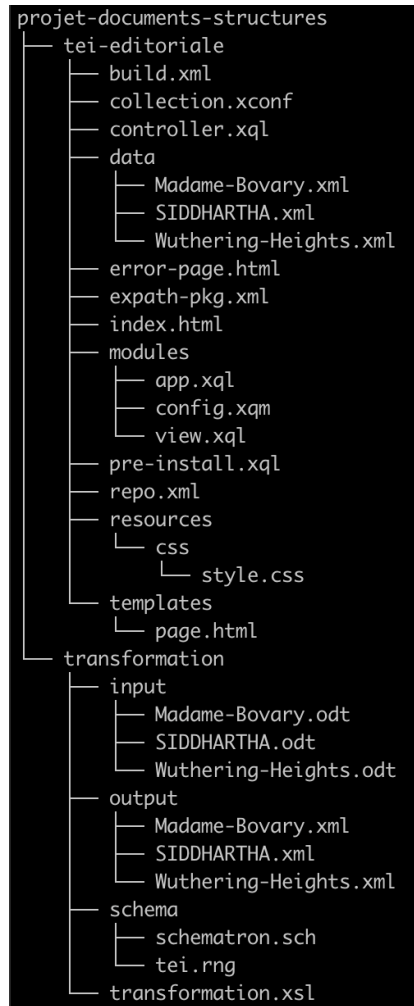 projet-documents-structures
├── tei-editoriale
│   ├── build.xml
│   ├── collection.xconf
│   ├── controller.xql
│   ├── data
│   │   ├── Madame-Bovary.xml
│   │   ├── SIDDHARTHA.xml
│   │   └── Wuthering-Heights.xml
│   ├── error-page.html
│   ├── expath-pkg.xml
│   ├── index.html
│   ├── modules
│   │   ├── app.xql
│   │   ├── config.xqm
│   │   └── view.xql
│   ├── pre-install.xql
│   ├── repo.xml
│   ├── resources
│   │   └── css
│   │       └── style.css
│   └── templates
│       └── page.html
└── transformation
    ├── input
    │   ├── Madame-Bovary.odt
    │   ├── SIDDHARTHA.odt
    │   └── Wuthering-Heights.odt
    ├── output
    │   ├── Madame-Bovary.xml
    │   ├── SIDDHARTHA.xml
    │   └── Wuthering-Heights.xml
    ├── schema
    │   ├── schematron.sch
    │   └── tei.rng
    └── transformation.xsl